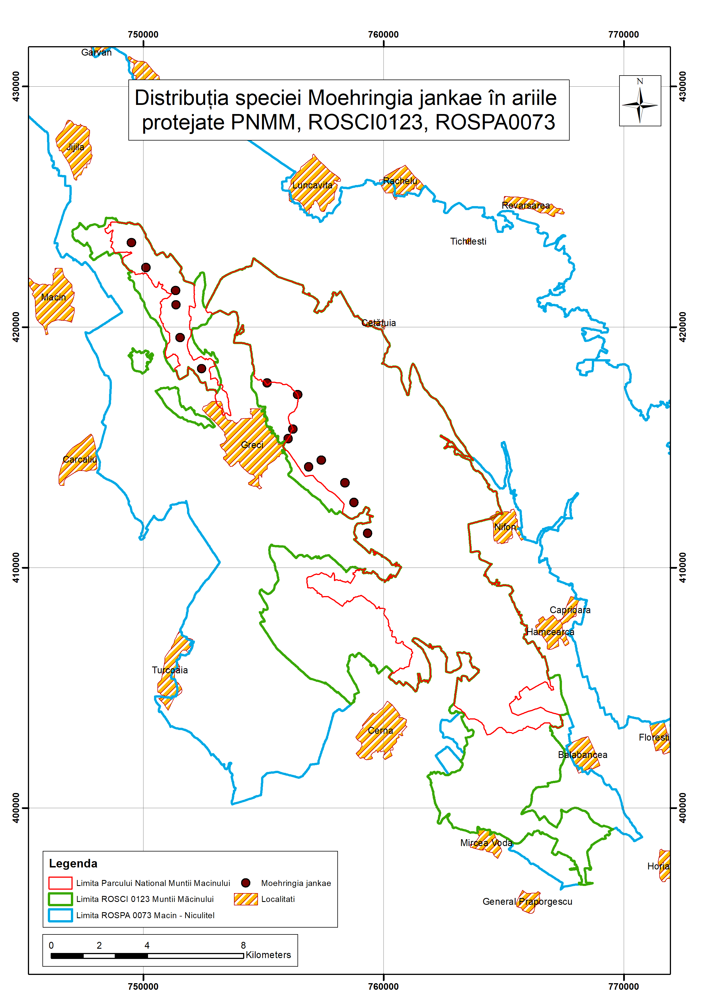 750000
760000
770000
Garvan
430000
430000
N
Distribuția speciei Moehringia jankae în ariile
protejate PNMM, ROSCI0123, ROSPA0073
Jijila
Luncavita
Rachelu
Revarsarea
Tichilesti
Macin
Cetățuia
420000
420000
Greci
Carcaliu
Nifon
410000
410000
Caprioara
Hamcearca
Turcoaia
Cerna
Floresti
Balabancea
400000
400000
Mircea Voda
Horia
General Praporgescu
Legenda
Limita Parcului National Muntii Macinului
Moehringia jankae
Limita ROSCI 0123 Muntii Măcinului
Localitati
Limita ROSPA 0073 Macin - Niculitel
0 2 4 8
Kilometers
750000
760000
770000